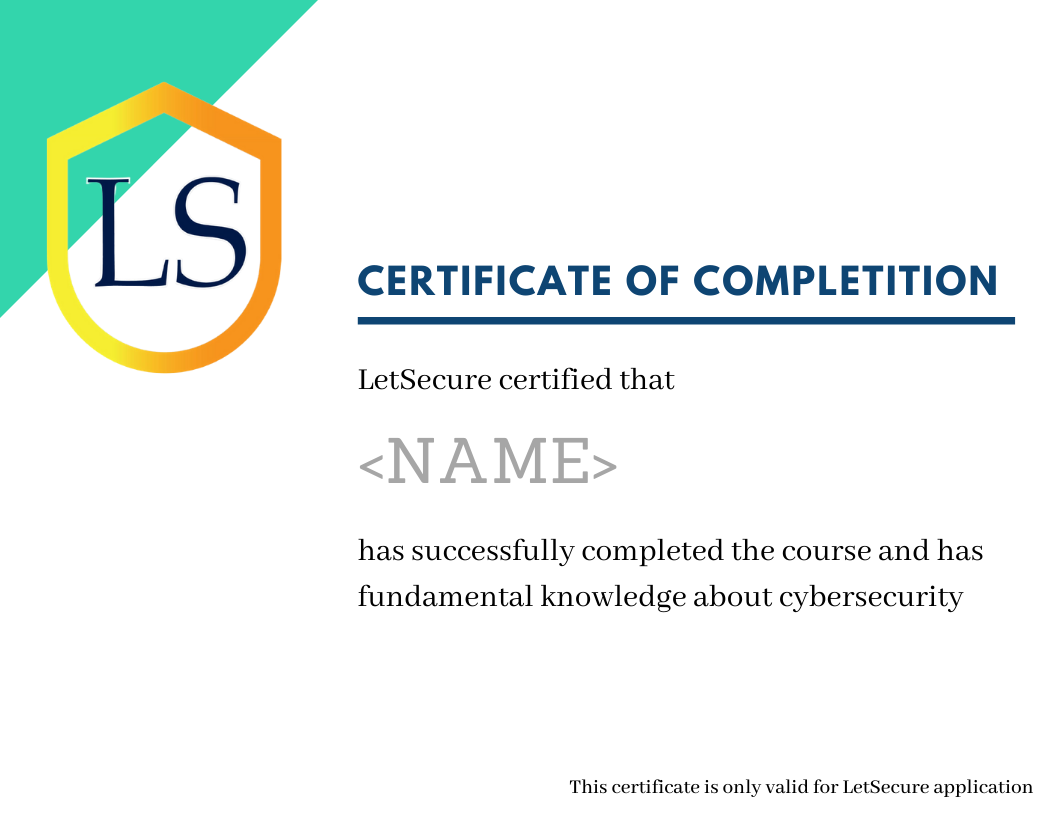 LS
CERTIFICATE OF COMPLETITION
LetSecure certified that
<NAME>
has successfully completed the course and has
fundamental knowledge about cybersecurity
This certificate is only valid for LetSecure application